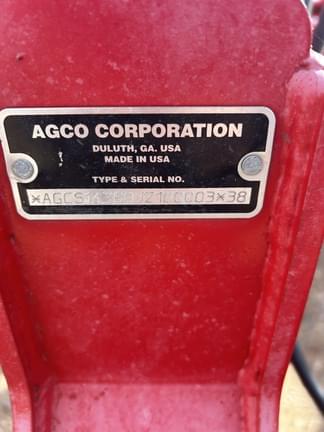 AGCO CORPORATION
DULUTH, GA. USA
MADE IN USA
TYPE & SERIAL NO.